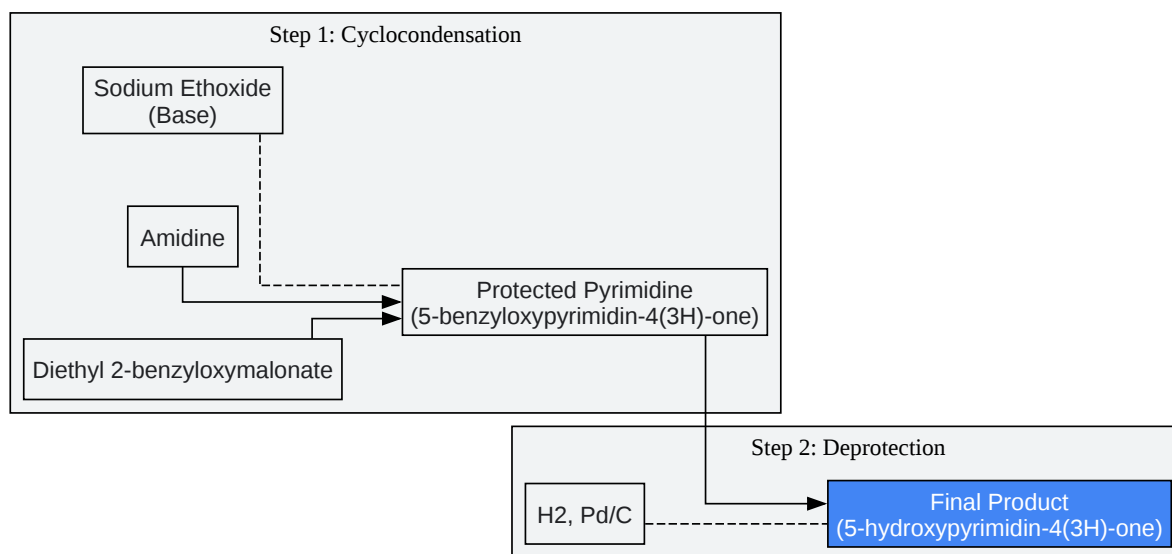 Step 1: Cyclocondensation
Sodium Ethoxide
(Base)
Amidine
Protected Pyrimidine
(5-benzyloxypyrimidin-4(3H)-one)
Diethyl 2-benzyloxymalonate
Step 2: Deprotection
H2, Pd/C
Final Product
(5-hydroxypyrimidin-4(3H)-one)